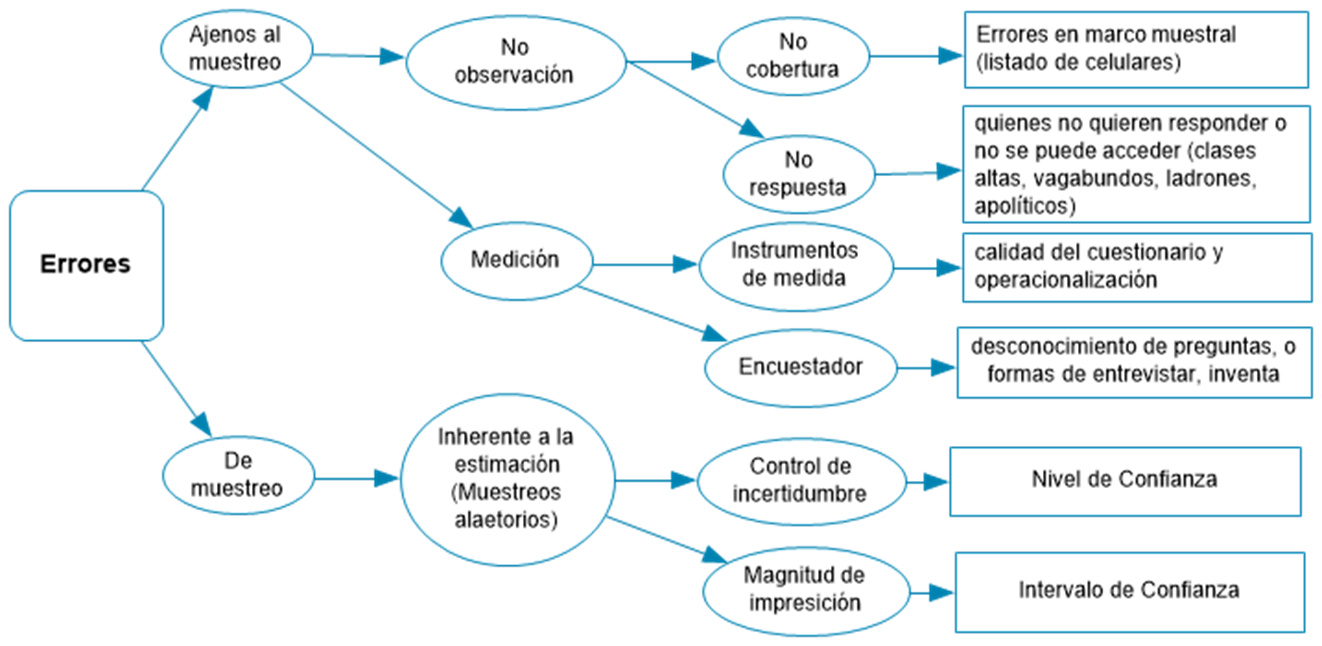 Errores
Ajenos al
muestreo
No
observación
No
cobertura
Errores en marco muestral
(listado de celulares)
No
respuesta
quienes no quieren responder o
no se puede acceder (clases
altas, vagabundos, ladrones,
apolíticos)
Medición
Instrumentos
de medida
calidad del cuestionario y
operacionalización
Encuestador
desconocimiento de preguntas, o
formas de entrevistar, inventa
De
muestreo
Inherente a la
estimación
(Muestreos
alaetorios)
Control de
incertidumbre
Nivel de Confianza
Magnitud de
impresición
Intervalo de Confianza